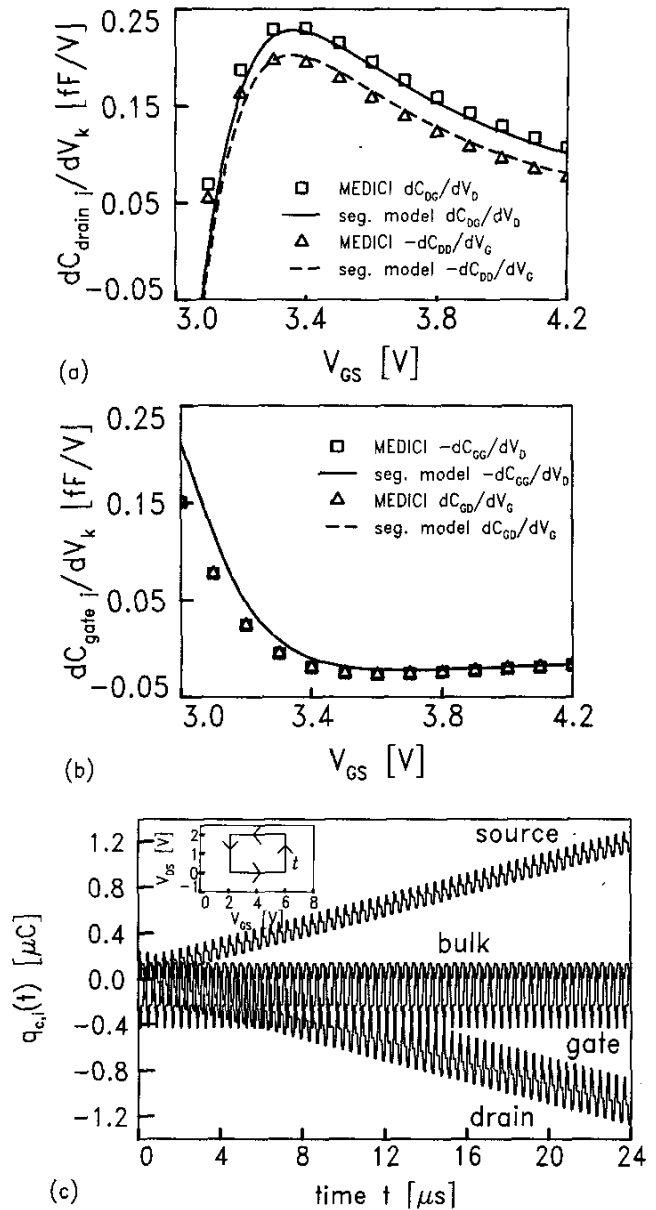 0.25
0.15
0.05
-0.05
dC_drain j/dV_k [fF/V]
□ MEDICI dC_DG/dV_D
— seg. model dC_DG/dV_D
△ MEDICI -dC_DD/dV_G
-- seg. model -dC_DD/dV_G
3.0 3.4 3.8 4.2
V_GS [V]
(a)
0.25
0.15
0.05
-0.05
dC_gate j/dV_k [fF/V]
□ MEDICI -dC_GG/dV_D
— seg. model -dC_GG/dV_D
△ MEDICI dC_GD/dV_G
-- seg. model dC_GD/dV_G
3.0 3.4 3.8 4.2
V_GS [V]
(b)
1.2
0.8
0.4
0.0
-0.4
-0.8
-1.2
q_c,i(t) [μC]
2
1
0
-1
V_DS [V]
t
0 2 4 6 8
V_GS [V]
source
bulk
gate
drain
0 4 8 12 16 20 24
time t [μs]
(c)